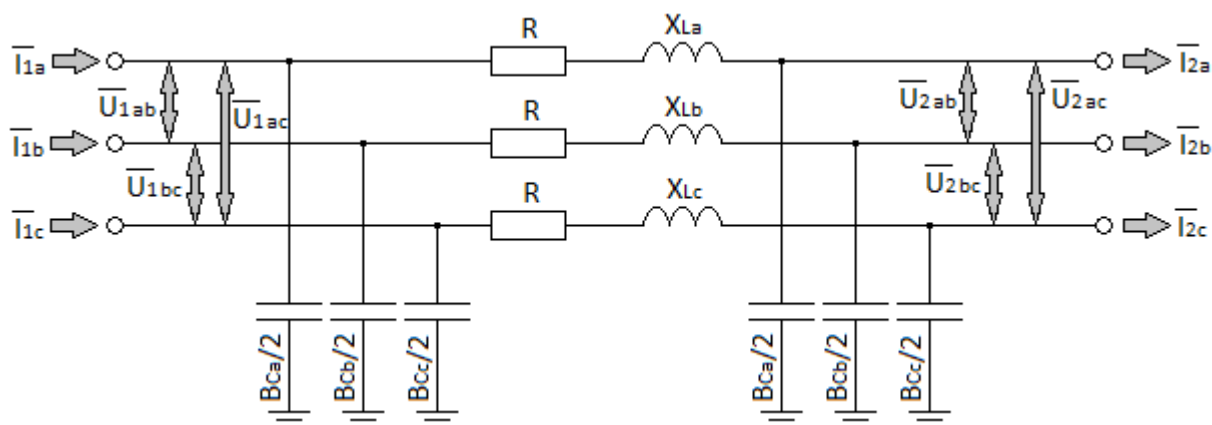 R XLa
I1a I2a
U1ab U1ac U2ab U2ac
R XLb
I1b I2b
U1bc U2bc
R XLc
I1c I2c
BCa/2 BCb/2 BCc/2 BCa/2 BCb/2 BCc/2